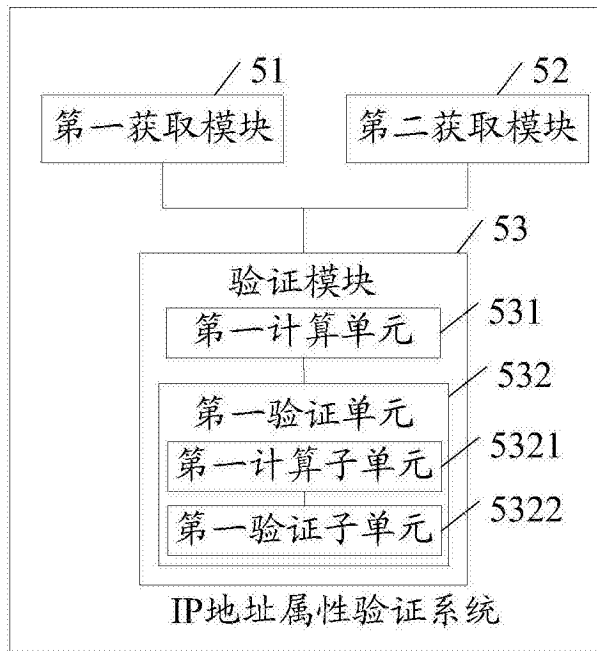 51
52
第一获取模块
第二获取模块
53
验证模块
第一计算单元
531
532
第一验证单元
第一计算子单元
5321
第一验证子单元
5322
IP地址属性验证系统